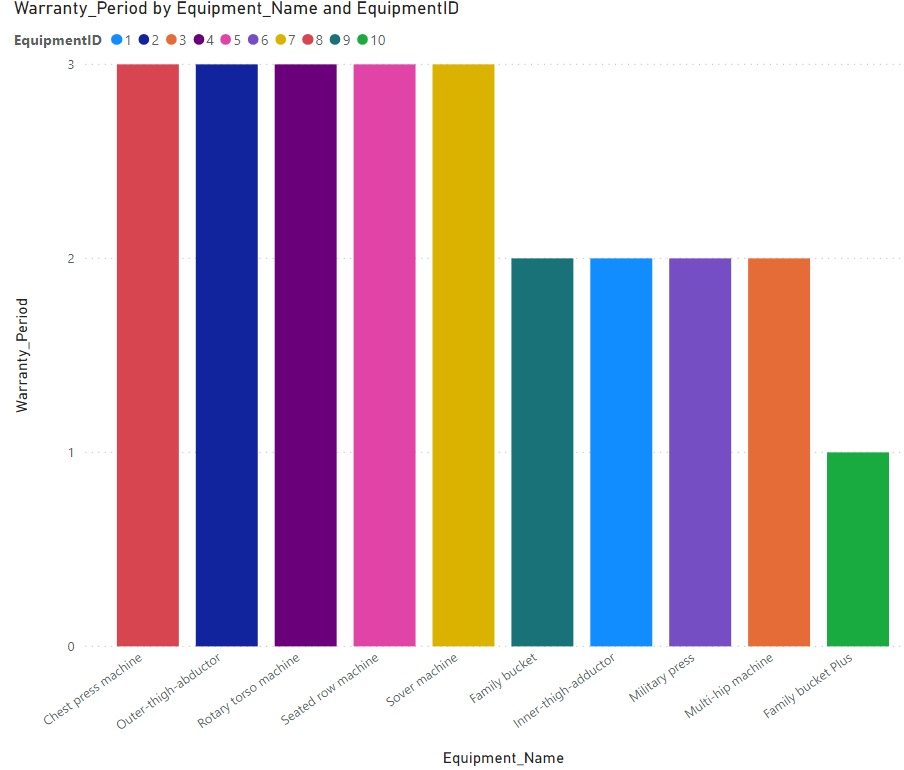 Warranty_Period by Equipment_Name and EquipmentID
EquipmentID 1 2 3 4 5 6 7 8 9 10
3
2
1
0
Warranty_Period
Chest press machine
Outer-thigh-abductor
Rotary torso machine
Seated row machine
Sover machine
Family bucket
Inner-thigh-adductor
Military press
Multi-hip machine
Family bucket Plus
Equipment_Name